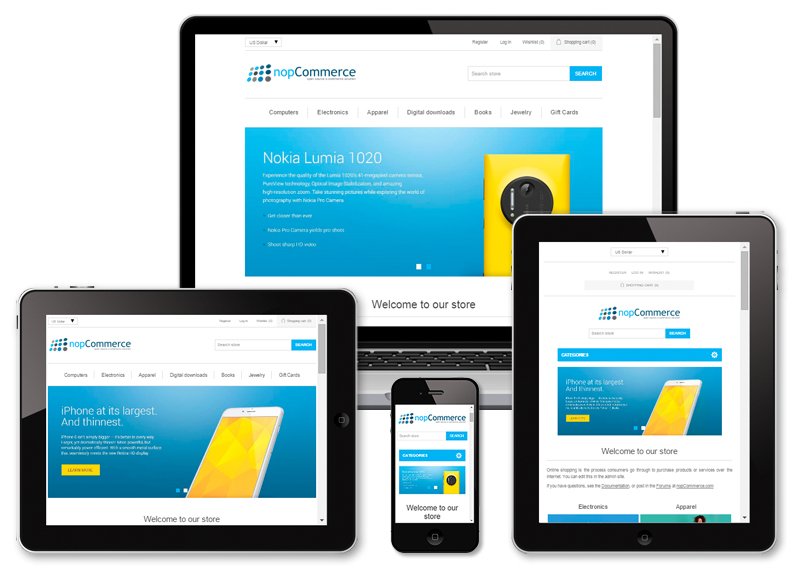 US Dollar
Register Log in Wishlist (0) Shopping cart (0)
nopCommerce
Search store SEARCH
Computers Electronics Apparel Digital downloads Books Jewelry Gift Cards
Nokia Lumia 1020
Experience the quality of the Lumia 1020's 41-megapixel camera sensor,
PureView technology, Optical Image Stabilization, and amazing
high-resolution zoom. Take stunning pictures while exploring the world of
photography with Nokia Pro Camera.
Get closer than ever
Nokia Pro Camera yields pro shots
Shoot sharp HD video
Welcome to our store
US Dollar
Register Log in Wishlist (0) Shopping cart (0)
nopCommerce
Search store SEARCH
Computers Electronics Apparel Digital downloads Books Jewelry Gift Cards
iPhone at its largest.
And thinnest.
LEARN MORE
Welcome to our store
nopCommerce
Search store SEARCH
CATEGORIES
Welcome to our
store
US Dollar
REGISTER LOG IN WISHLIST (0)
SHOPPING CART (0)
nopCommerce
Search store SEARCH
CATEGORIES
iPhone at its largest.
And thinnest.
Welcome to our store
Online shopping is the process consumers go through to purchase products or services over the
Internet. You can edit this in the admin site.
If you have questions, see the Documentation, or post in the Forums at nopCommerce.com
Electronics Apparel